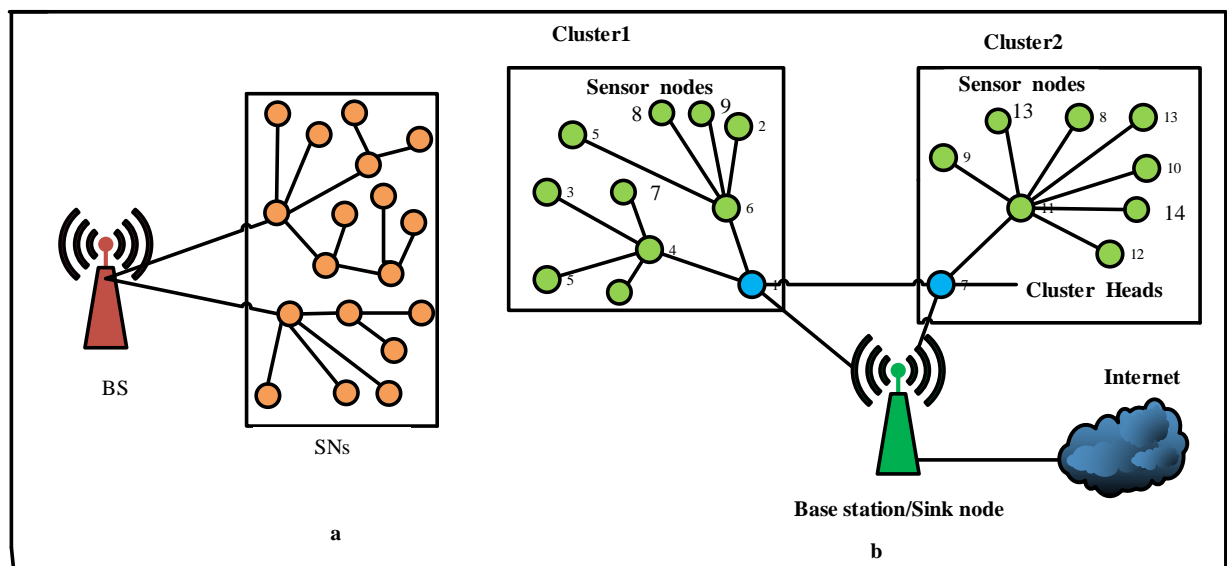 Cluster1
Cluster2
Sensor nodes
Sensor nodes
8
9
2
5
13
8
13
9
10
3
7
6
11
14
4
12
5
1
7
Cluster Heads
BS
Internet
SNs
Base station/Sink node
a
b